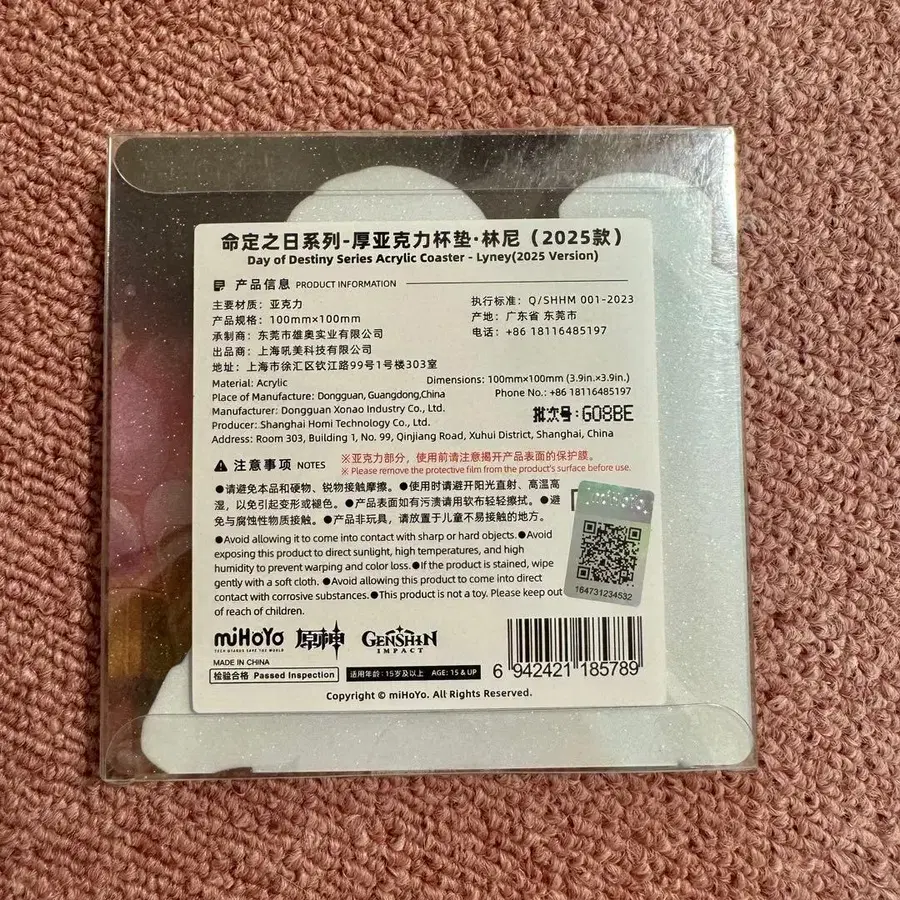 命定之日系列-厚亚克力杯垫·林尼（2025款）
Day of Destiny Series Acrylic Coaster - Lyney(2025 Version)
产品信息 PRODUCT INFORMATION
主要材质：亚克力
产品规格：100mm×100mm
承制商：东莞市雄奥实业有限公司
出品商：上海吼美科技有限公司
地址：上海市徐汇区钦江路99号1号楼303室
执行标准：Q/SHHM 001-2023
产地：广东省 东莞市
电话：+86 18116485197
Material: Acrylic
Dimensions: 100mm×100mm (3.9in.×3.9in.)
Place of Manufacture: Dongguan, Guangdong,China
Phone No.: +86 18116485197
Manufacturer: Dongguan Xonao Industry Co., Ltd.
批次号：G08BE
Producer: Shanghai Homi Technology Co., Ltd.
Address: Room 303, Building 1, No. 99, Qinjiang Road, Xuhui District, Shanghai, China
注意事项 NOTES
※亚克力部分，使用前请注意揭开产品表面的保护膜。
※ Please remove the protective film from the product's surface before use.
●请避免本品和硬物、锐物接触摩擦。●使用时请避开阳光直射、高温高
湿，以免引起变形或褪色。●产品表面如有污渍请用软布轻轻擦拭。●避
免与腐蚀性物质接触。●产品非玩具，请放置于儿童不易接触的地方。
●Avoid allowing it to come into contact with sharp or hard objects.●Avoid
exposing this product to direct sunlight, high temperatures, and high
humidity to prevent warping and color loss.●If the product is stained, wipe
gently with a soft cloth. ●Avoid allowing this product to come into direct
contact with corrosive substances.●This product is not a toy. Please keep out
of reach of children.
164731234532
miHoYo
TECH OTAKUS SAVE THE WORLD
原神
GENSHIN
IMPACT
MADE IN CHINA
检验合格 Passed Inspection
适用年龄：15岁及以上 AGE: 15 & UP
6 942421 185789
Copyright © miHoYo. All Rights Reserved.